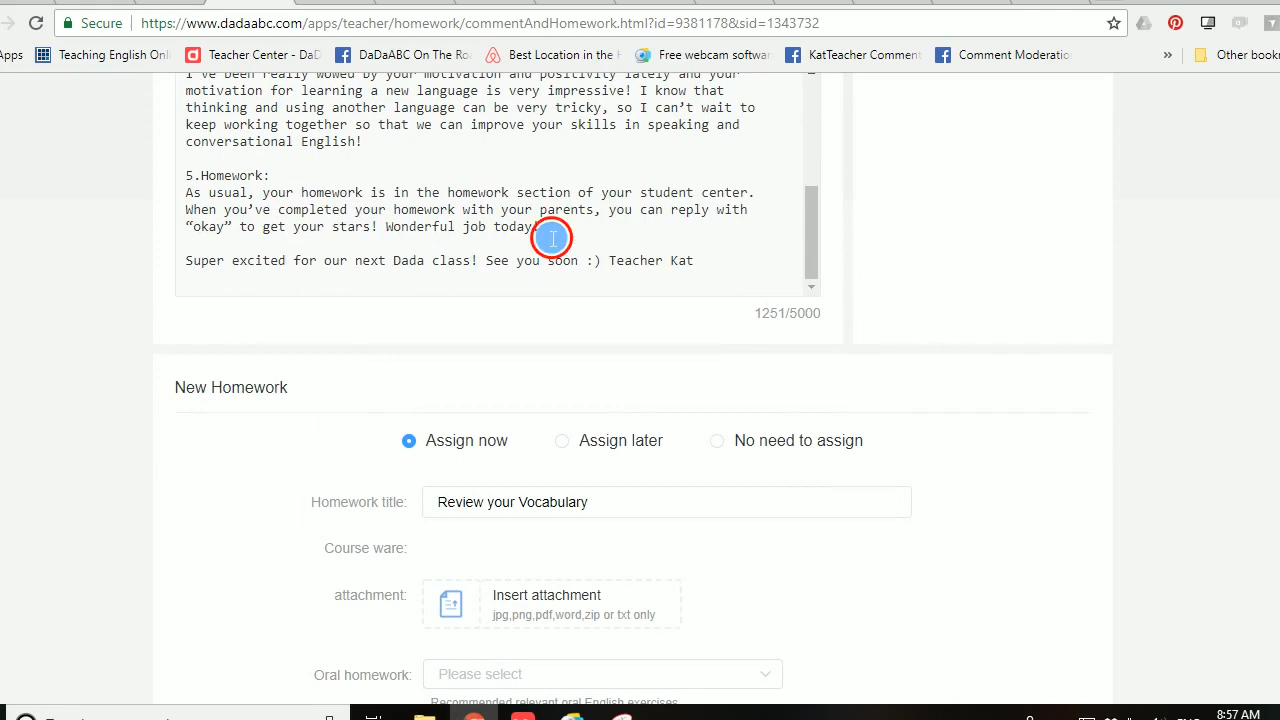 Secure
https://www.dadaabc.com/apps/teacher/homework/commentAndHomework.html?id=9381178&sid=1343732
Apps Teaching English Onl Teacher Center - DaD DaDaABC On The Ro Best Location in the H Free webcam softwa KatTeacher Comment Comment Moderatio » Other book
I've been really wowed by your motivation and positivity lately and your
motivation for learning a new language is very impressive! I know that
thinking and using another language can be very tricky, so I can’t wait to
keep working together so that we can improve your skills in speaking and
conversational English!
5.Homework:
As usual, your homework is in the homework section of your student center.
When you’ve completed your homework with your parents, you can reply with
“okay” to get your stars! Wonderful job today!
Super excited for our next Dada class! See you soon :) Teacher Kat
1251/5000
New Homework
Assign now Assign later No need to assign
Homework title: Review your Vocabulary
Course ware:
attachment: Insert attachment
jpg,png,pdf,word,zip or txt only
Oral homework: Please select
Recommended relevant oral English exercises
8:57 AM